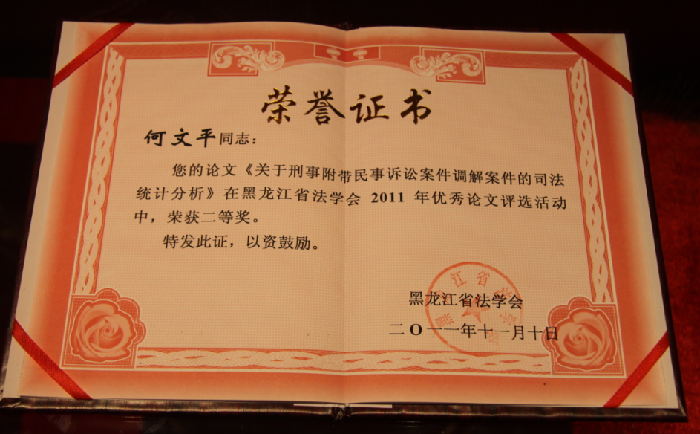 荣誉证书
何文平同志：
您的论文《关于刑事附带民事诉讼案件调解案件的司法
统计分析》在黑龙江省法学会 2011 年优秀论文评选活动
中，荣获二等奖。
特发此证，以资鼓励。
黑龙江省法学会
二〇一一年十一月十日